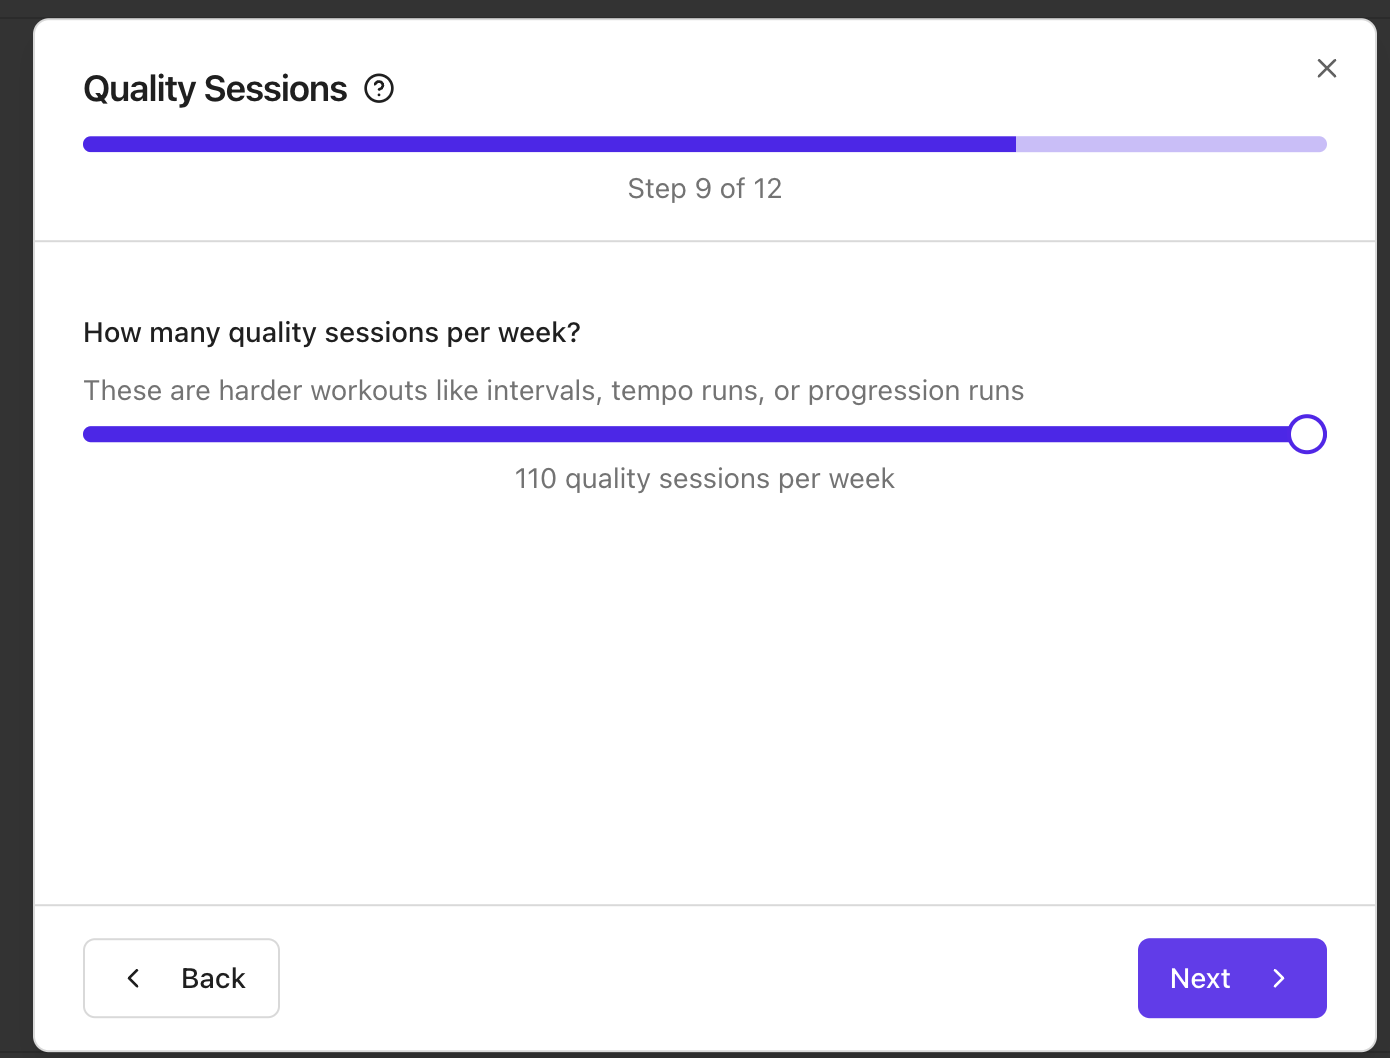 Quality Sessions
Step 9 of 12
How many quality sessions per week?
These are harder workouts like intervals, tempo runs, or progression runs
110 quality sessions per week
Back
Next